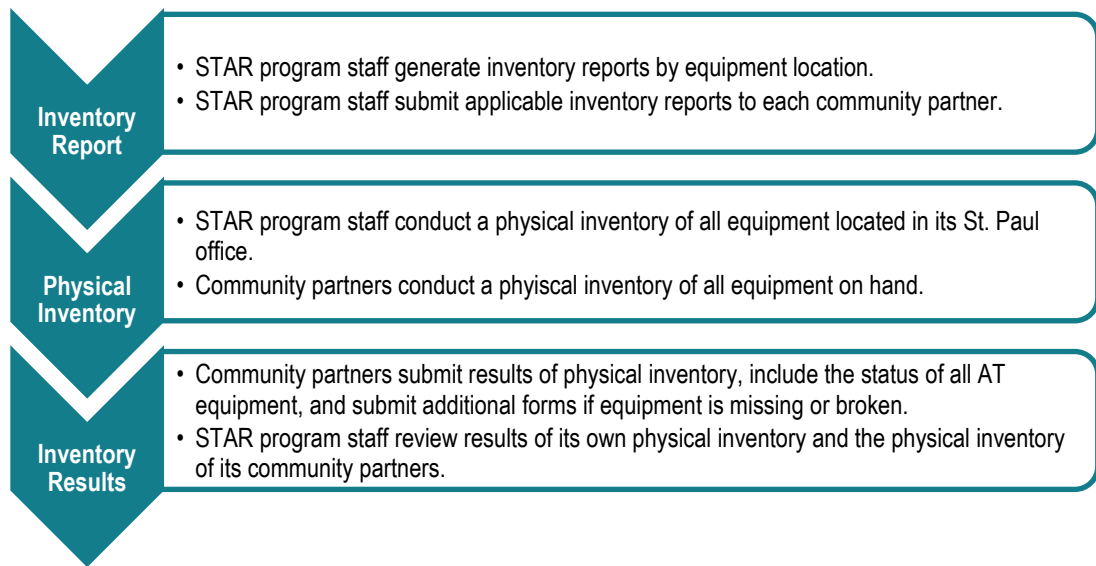 Inventory
Report
• STAR program staff generate inventory reports by equipment location.
• STAR program staff submit applicable inventory reports to each community partner.
Physical
Inventory
• STAR program staff conduct a physical inventory of all equipment located in its St. Paul
office.
• Community partners conduct a phyiscal inventory of all equipment on hand.
Inventory
Results
• Community partners submit results of physical inventory, include the status of all AT
equipment, and submit additional forms if equipment is missing or broken.
• STAR program staff review results of its own physical inventory and the physical inventory
of its community partners.